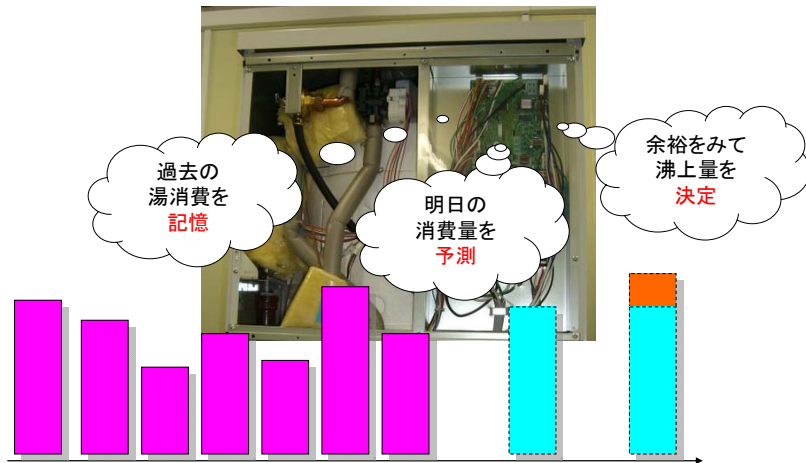 過去の
湯消費を
記憶
明日の
消費量を
予測
余裕をみて
沸上量を
決定